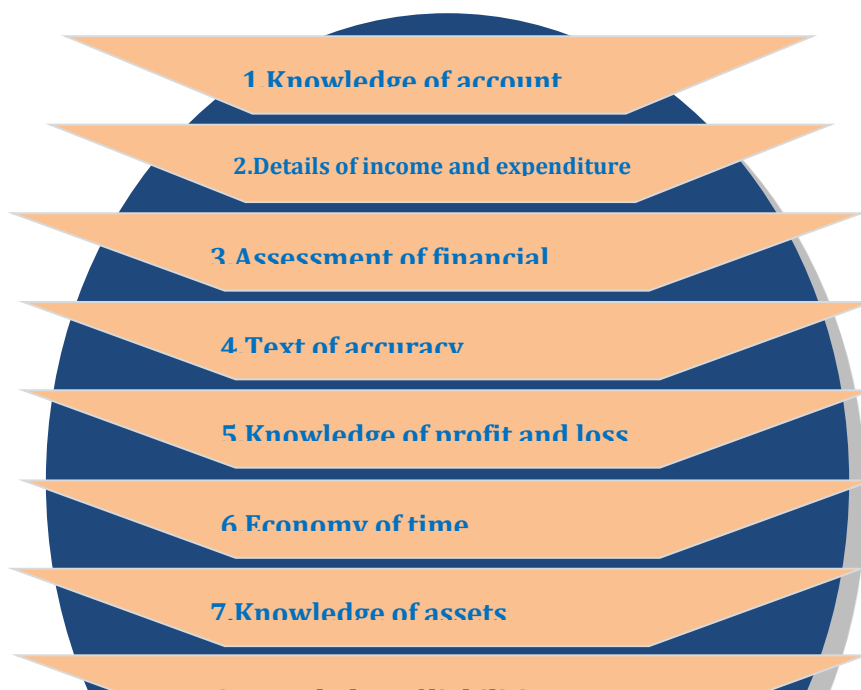 1.Knowledge of account
2.Details of income and expenditure
3.Assessment of financial
4.Text of accuracy
5.Knowledge of profit and loss
6.Economy of time
7.Knowledge of assets